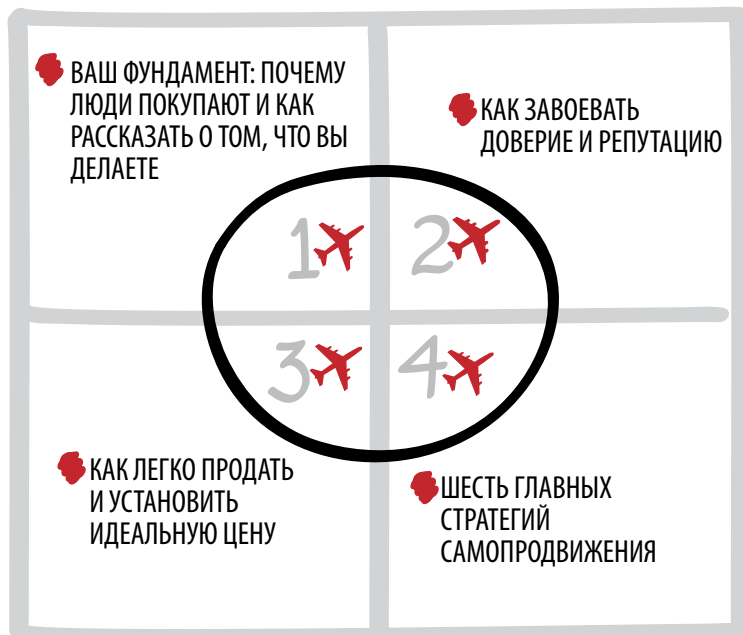 ВАШ ФУНДАМЕНТ: ПОЧЕМУ
ЛЮДИ ПОКУПАЮТ И КАК
РАССКАЗАТЬ О ТОМ, ЧТО ВЫ
ДЕЛАЕТЕ
КАК ЗАВОЕВАТЬ
ДОВЕРИЕ И РЕПУТАЦИЮ
1
2
3
4
КАК ЛЕГКО ПРОДАТЬ
И УСТАНОВИТЬ
ИДЕАЛЬНУЮ ЦЕНУ
ШЕСТЬ ГЛАВНЫХ
СТРАТЕГИЙ
САМОПРОДВИЖЕНИЯ